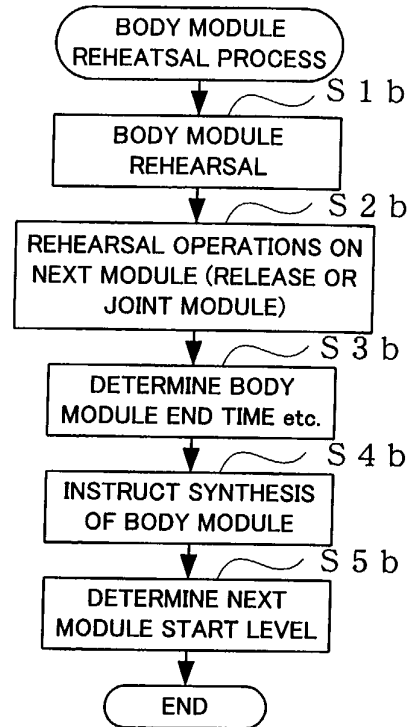 BODY MODULE
REHEATSAL PROCESS
S 1 b
BODY MODULE
REHEARSAL
S 2 b
REHEARSAL OPERATIONS ON
NEXT MODULE (RELEASE OR
JOINT MODULE)
S 3 b
DETERMINE BODY
MODULE END TIME etc.
S 4 b
INSTRUCT SYNTHESIS
OF BODY MODULE
S 5 b
DETERMINE NEXT
MODULE START LEVEL
END